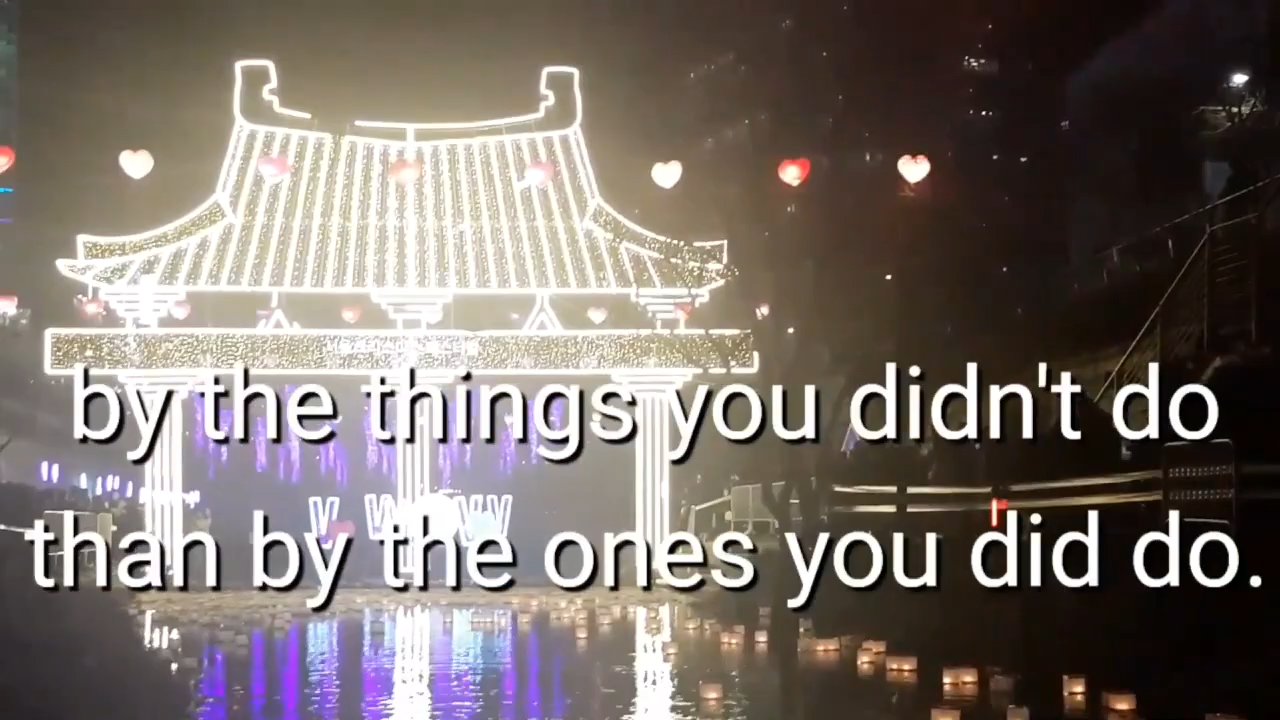 by the things you didn't do
than by the ones you did do.